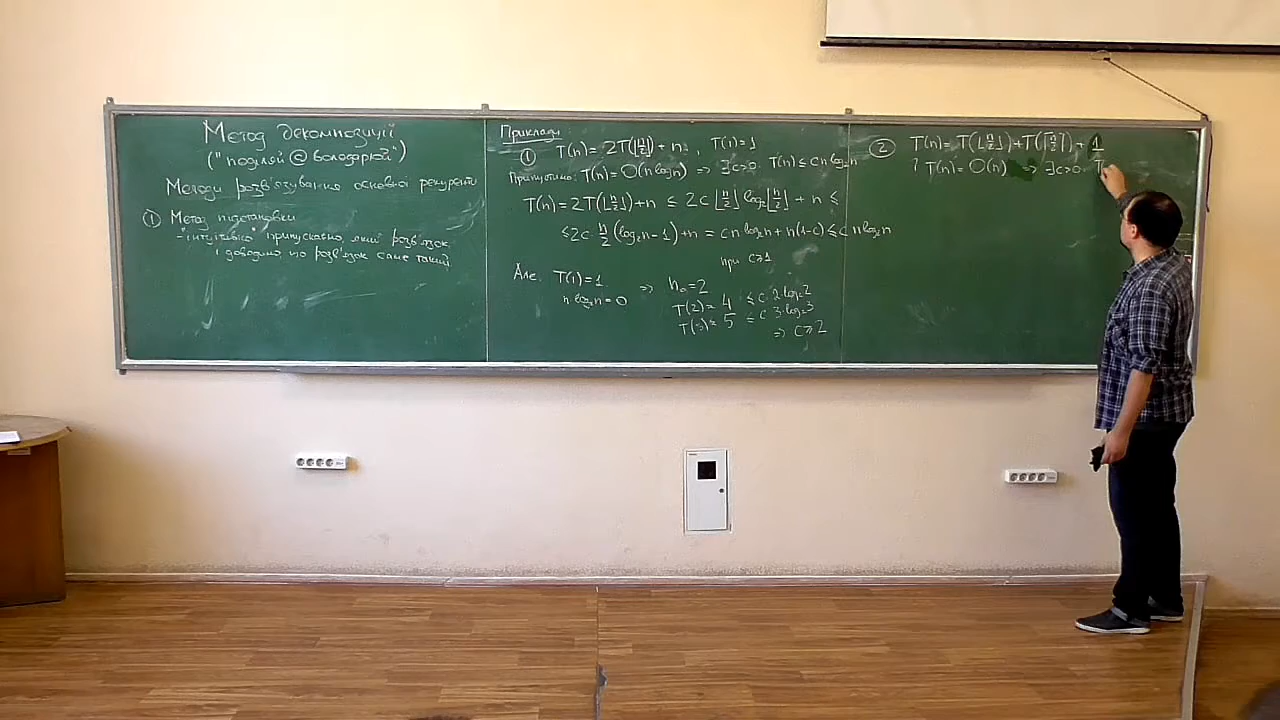 Метод декомпозиції
("поділяй @ володарюй")
Методи розв'язування основної рекуренти
① Метод підстановки
- інтуїтивно припускаємо, який розв'язок
і доводимо що розв'язок саме такий
Приклади:
① T(n) = 2T(⌊n/2⌋) + n , T(1) = 1
Припустимо: T(n) = O(n log n) => ∃c>0 T(n) ≤ cn log₂n
T(n) = 2T(⌊n/2⌋) + n ≤ 2c⌊n/2⌋ log₂⌊n/2⌋ + n ≤
≤ 2c · n/2 (log₂n - 1) + n = cn log₂n + n(1-c) ≤ c n log₂n
при c≥1
Але: T(1) = 1 => n₀ = 2
n·log₂n = 0
T(2) = 4 ≤ c·2·log₂2
T(3) = 5 ≤ c·3·log₂3
=> c≥2
② T(n) = T(⌊n/2⌋) + T(⌈n/2⌉) + 1
? T(n) = O(n) => ∃c>0 T